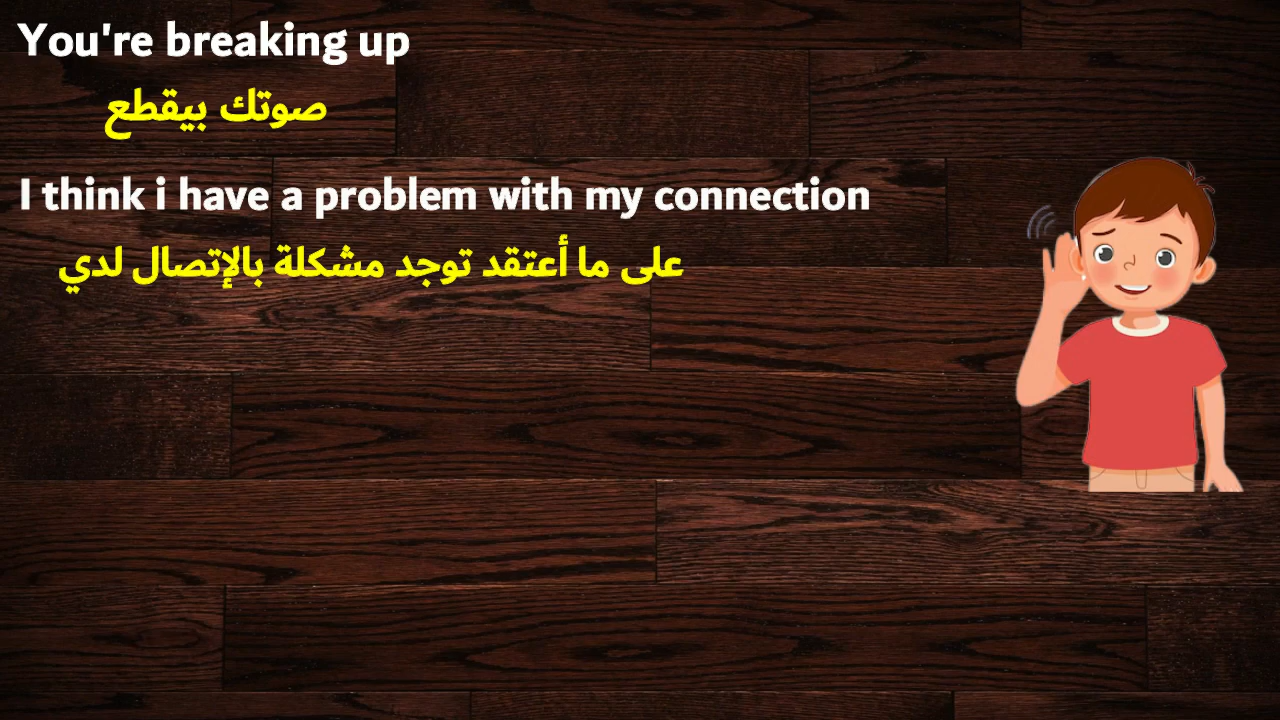 You're breaking up
صوتك بيقطع
I think i have a problem with my connection
على ما أعتقد توجد مشكلة بالإتصال لدي